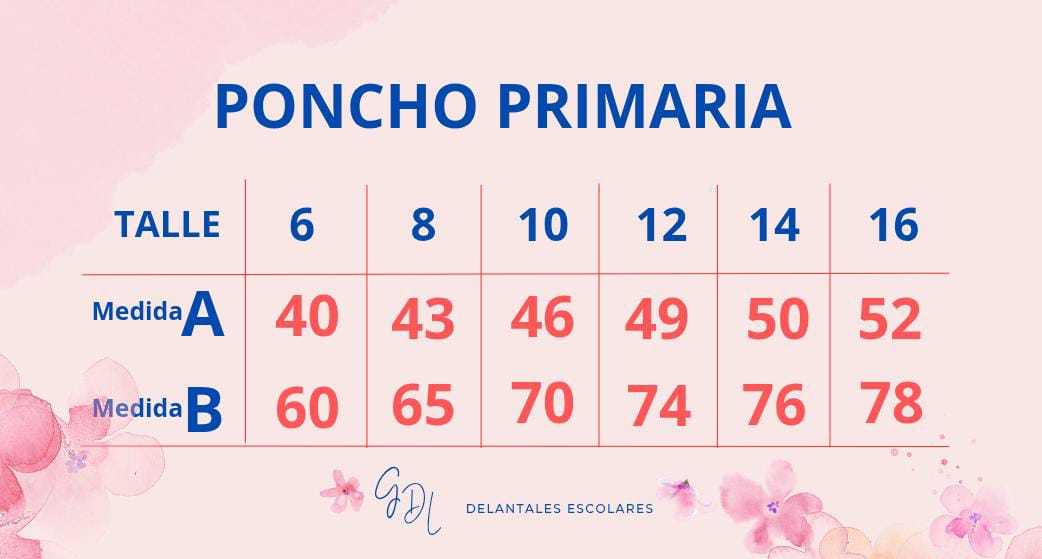 PONCHO PRIMARIA
TALLE 6 8 10 12 14 16
Medida A 40 43 46 49 50 52
Medida B 60 65 70 74 76 78
GDL DELANTALES ESCOLARES